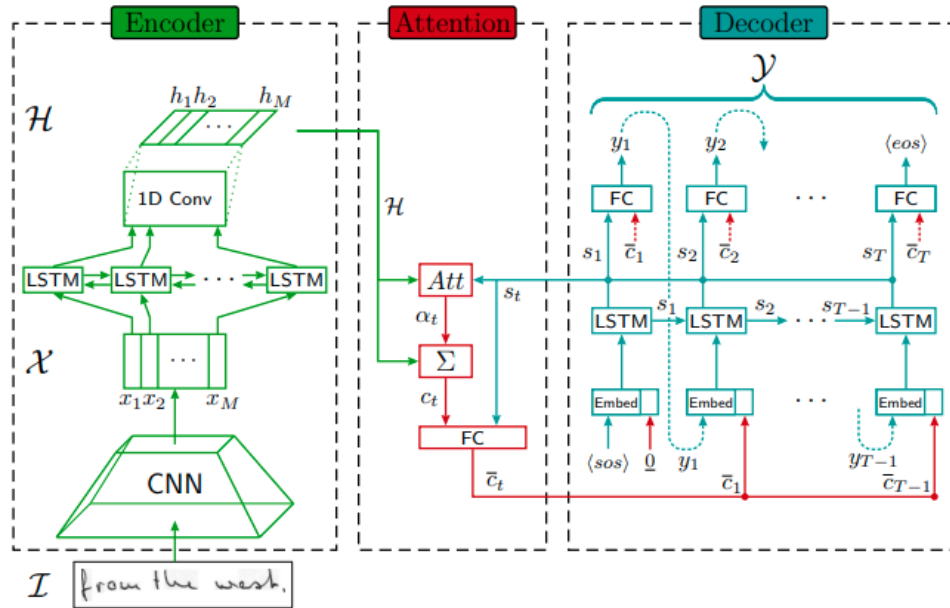 Encoder Attention Decoder
𝒴
ℋ h₁h₂ h_M
···
y₁ y₂ ⟨eos⟩
1D Conv
ℋ
FC FC ··· FC
s₁ c̅₁ s₂ c̅₂ s_T c̅_T
LSTM LSTM ··· LSTM
Att s_t
α_t
s₁ s₂ s_{T−1}
LSTM LSTM ··· LSTM
𝒳 ···
Σ
x₁x₂ x_M
c_t
Embed Embed ··· Embed
FC
⟨sos⟩ 0 y₁ y_{T−1}
CNN
c̅_t c̅₁ c̅_{T−1}
ℐ from the west.